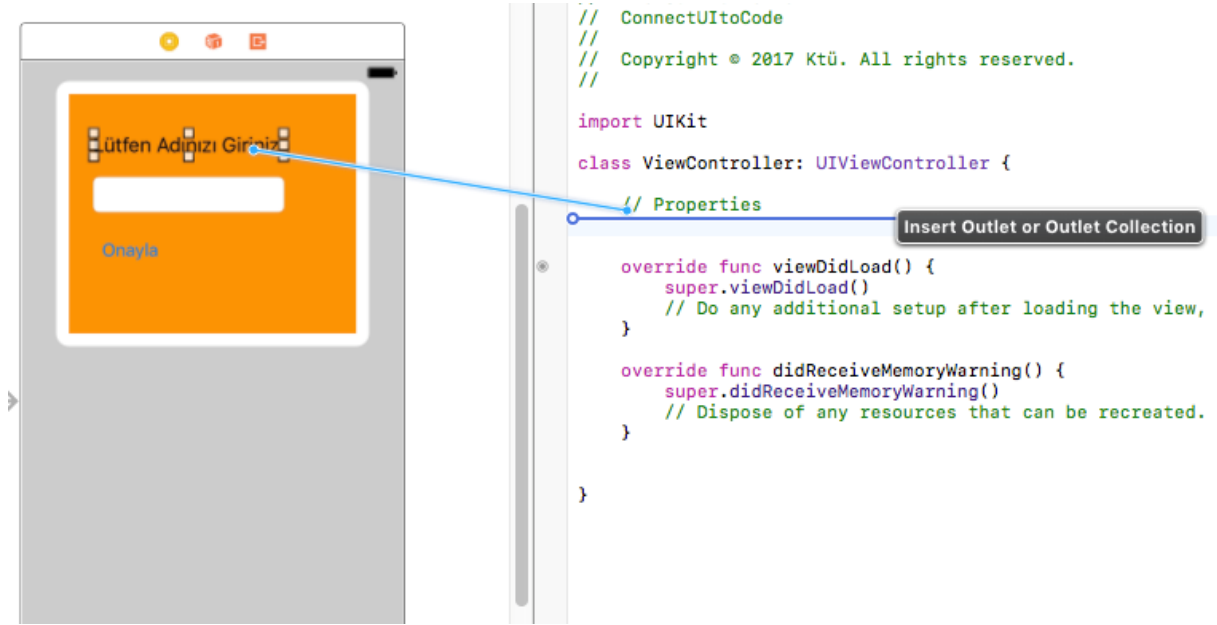 Lütfen Adınızı Giriniz
Onayla
// ConnectUItoCode
//
// Copyright © 2017 Ktü. All rights reserved.
//
import UIKit
class ViewController: UIViewController {
// Properties
Insert Outlet or Outlet Collection
override func viewDidLoad() {
super.viewDidLoad()
// Do any additional setup after loading the view,
}
override func didReceiveMemoryWarning() {
super.didReceiveMemoryWarning()
// Dispose of any resources that can be recreated.
}
}